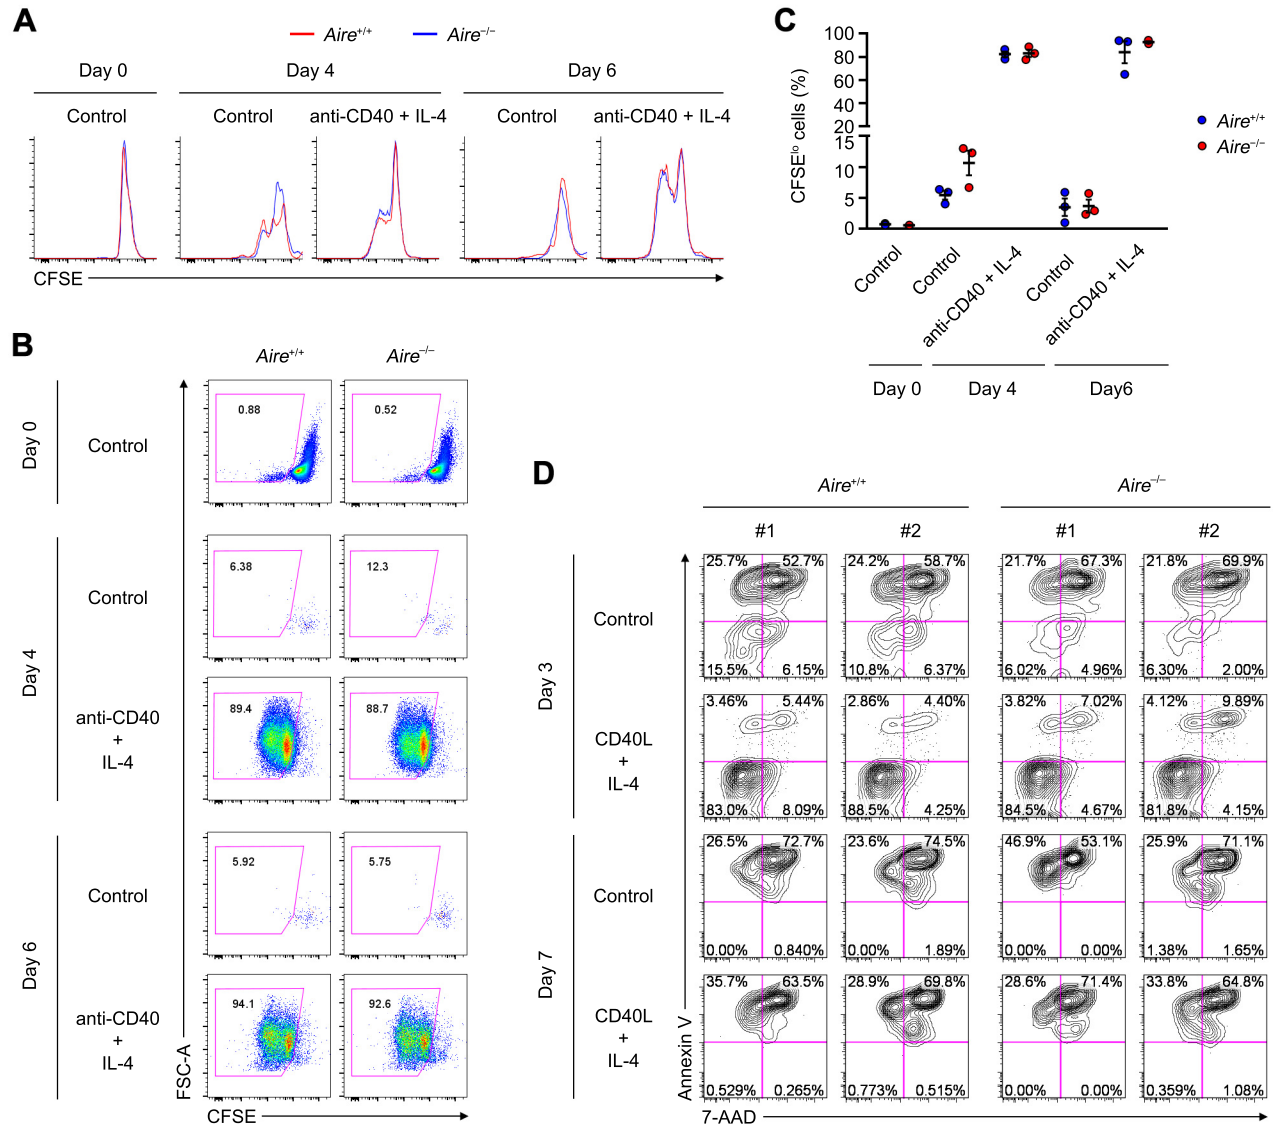 A
Aire+/+ Aire−/−
Day 0 Day 4 Day 6
Control Control anti-CD40 + IL-4 Control anti-CD40 + IL-4
CFSE
B
Aire+/+ Aire−/−
Day 0
Control
0.88 0.52
Day 4
Control
6.38 12.3
anti-CD40
+
IL-4
89.4 88.7
Day 6
Control
5.92 5.75
anti-CD40
+
IL-4
94.1 92.6
FSC-A
CFSE
C
CFSElo cells (%)
100
80
60
40
20
15
10
5
0
Aire+/+
Aire−/−
Control
Control
anti-CD40 + IL-4
Control
anti-CD40 + IL-4
Day 0 Day 4 Day6
D
Aire+/+ Aire−/−
#1 #2 #1 #2
Day 3
Control
25.7% 52.7% 24.2% 58.7% 21.7% 67.3% 21.8% 69.9%
15.5% 6.15% 10.8% 6.37% 6.02% 4.96% 6.30% 2.00%
CD40L
+
IL-4
3.46% 5.44% 2.86% 4.40% 3.82% 7.02% 4.12% 9.89%
83.0% 8.09% 88.5% 4.25% 84.5% 4.67% 81.8% 4.15%
Day 7
Control
26.5% 72.7% 23.6% 74.5% 46.9% 53.1% 25.9% 71.1%
0.00% 0.840% 0.00% 1.89% 0.00% 0.00% 1.38% 1.65%
CD40L
+
IL-4
35.7% 63.5% 28.9% 69.8% 28.6% 71.4% 33.8% 64.8%
0.529% 0.265% 0.773% 0.515% 0.00% 0.00% 0.359% 1.08%
Annexin V
7-AAD